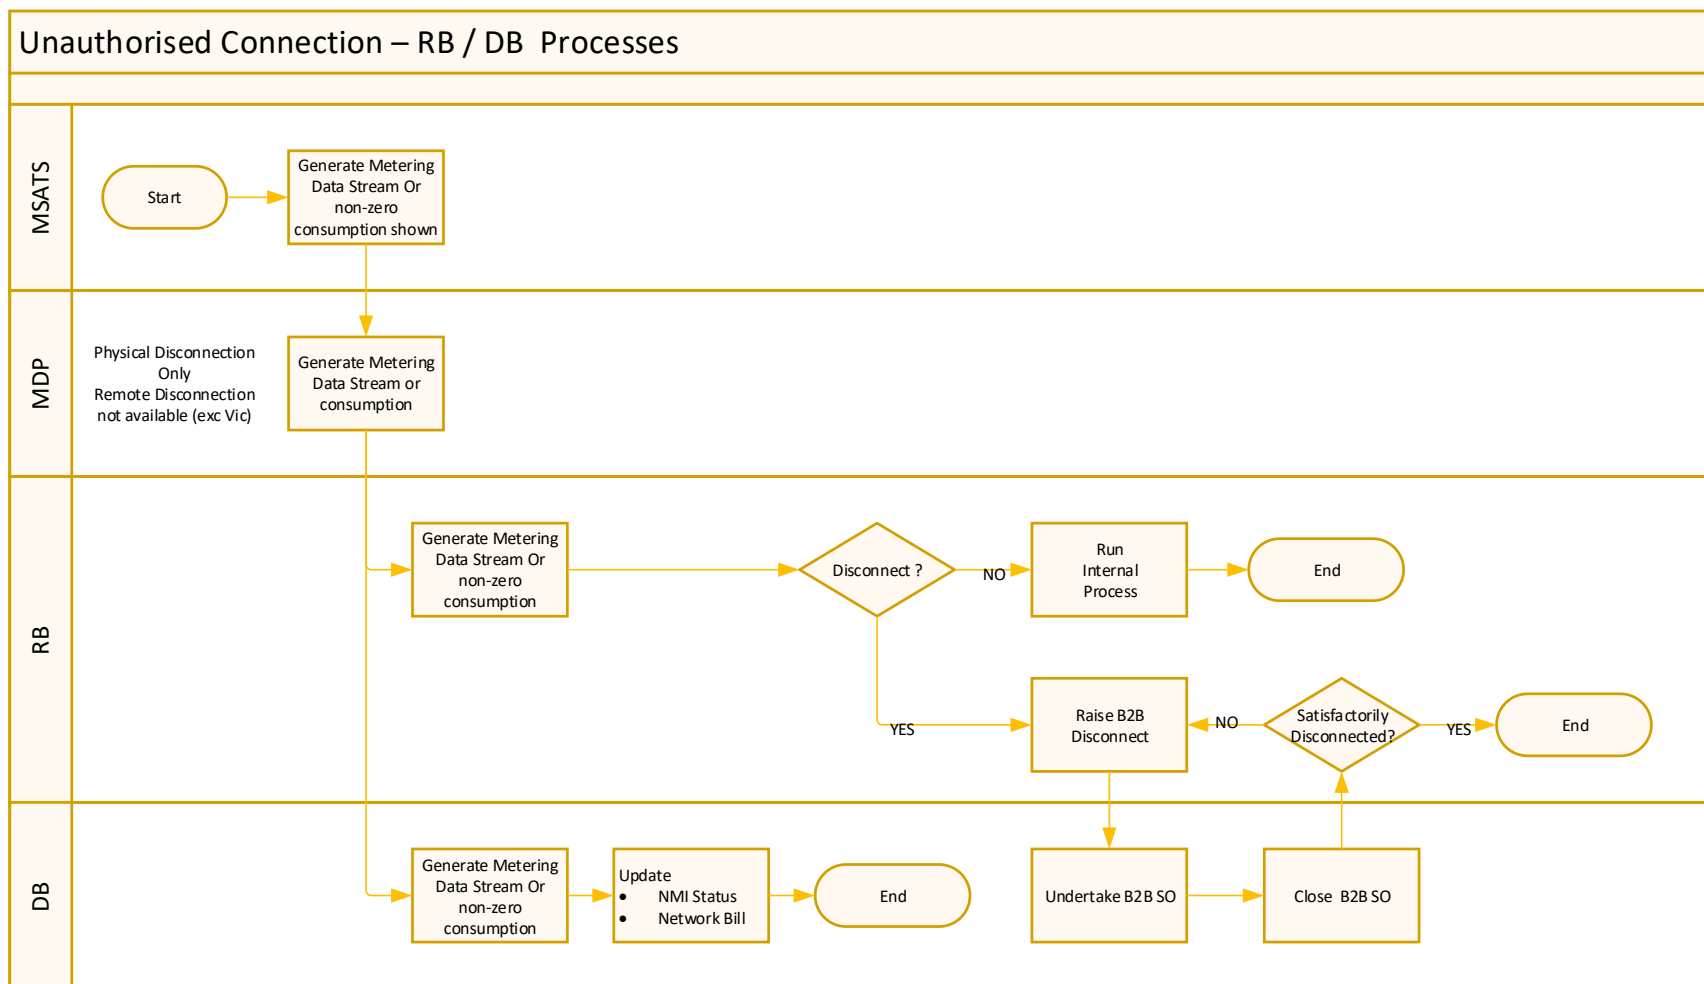 Unauthorised Connection – RB / DB Processes
MSATS
Start
Generate Metering
Data Stream Or
non-zero
consumption shown
MDP
Physical Disconnection
Only
Remote Disconnection
not available (exc Vic)
Generate Metering
Data Stream or
consumption
RB
Generate Metering
Data Stream Or
non-zero
consumption
Disconnect ?
NO
Run
Internal
Process
End
YES
Raise B2B
Disconnect
NO
Satisfactorily
Disconnected?
YES
End
DB
Generate Metering
Data Stream Or
non-zero
consumption
Update
• NMI Status
• Network Bill
End
Undertake B2B SO
Close B2B SO